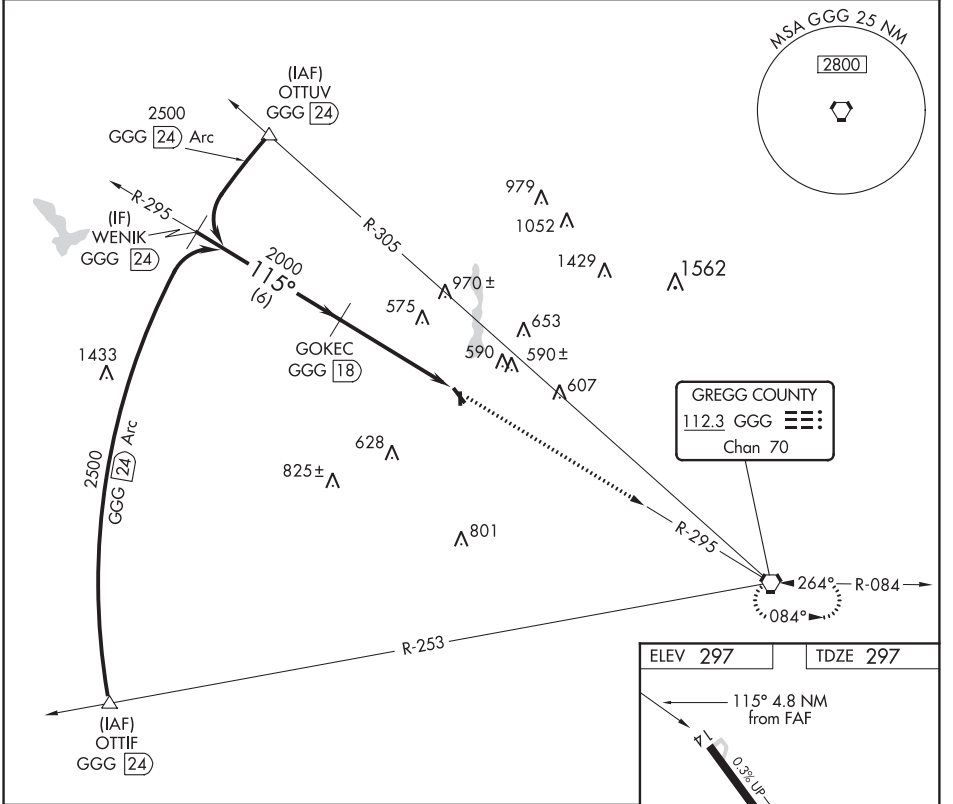 MSA GGG 25 NM
2800
(IAF)
OTTUV
GGG 24
2500
GGG 24 Arc
R-295
(IF)
WENIK
GGG 24
R-305
2000
115°
(6)
979
1052
1429
1562
970 ±
575
653
590
590 ±
607
GOKEC
GGG 18
1433
2500
GGG 24 Arc
628
825 ±
801
GREGG COUNTY
112.3 GGG
Chan 70
R-295
264°
R-084
084°
R-253
(IAF)
OTTIF
GGG 24
ELEV 297
TDZE 297
115° 4.8 NM
from FAF
14
0.3% UP